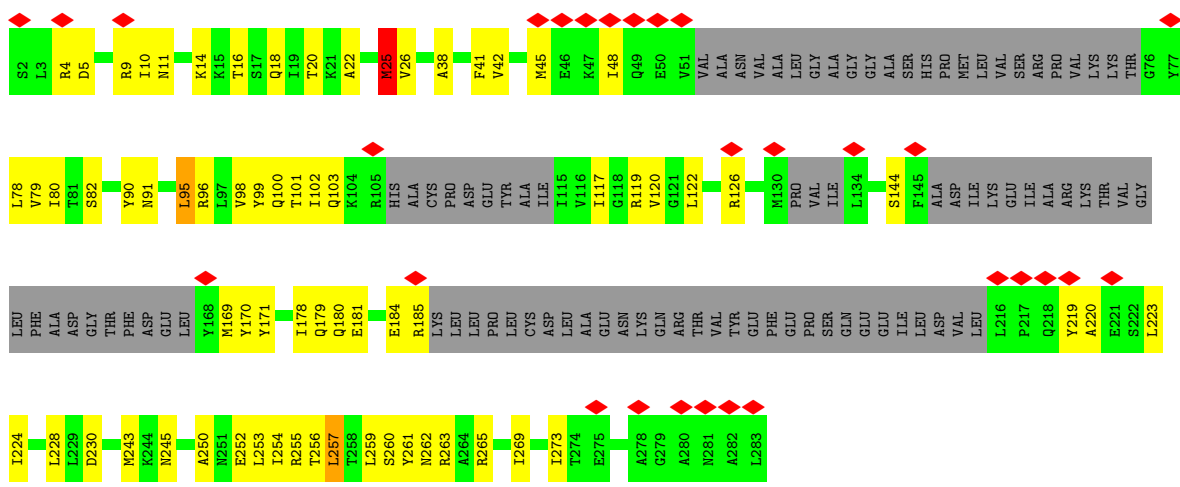 S2 L3 R4 D5 R9 I10 N11 K14 K15 T16 S17 Q18 I19 T20 K21 A22 M25 V26 A38 F41 V42 M45 E46 K47 I48 Q49 E50 V51 VAL ALA ASN VAL ALA LEU GLY ALA GLY GLY ALA SER HIS PRO MET LEU VAL SER ARG PRO VAL LYS LYS THR G76 Y77
L78 V79 I80 T81 S82 Y90 N91 L95 R96 L97 V98 Y99 Q100 T101 I102 Q103 K104 R105 HIS ALA CYS PRO ASP GLU TYR ALA ILE I115 V116 I117 G118 R119 V120 G121 L122 R126 M130 PRO VAL ILE L134 S144 F145 ALA ASP ILE LYS GLU ILE ALA ARG LYS THR VAL GLY
LEU PHE ALA ASP GLY THR PHE ASP GLU LEU Y168 M169 Y170 Y171 I178 Q179 Q180 E181 E184 R185 LYS LEU LEU PRO LEU CYS ASP LEU ALA GLU ASN LYS GLN ARG THR VAL TYR GLU PHE GLU PRO SER GLN GLU GLU ILE LEU ASP VAL LEU L216 P217 Q218 Y219 A220 E221 S222 L223
I224 L228 L229 D230 M243 K244 N245 A250 N251 E252 L253 I254 R255 T256 L257 T258 L259 S260 Y261 N262 R263 A264 R265 I269 I273 T274 E275 A278 G279 A280 N281 A282 L283